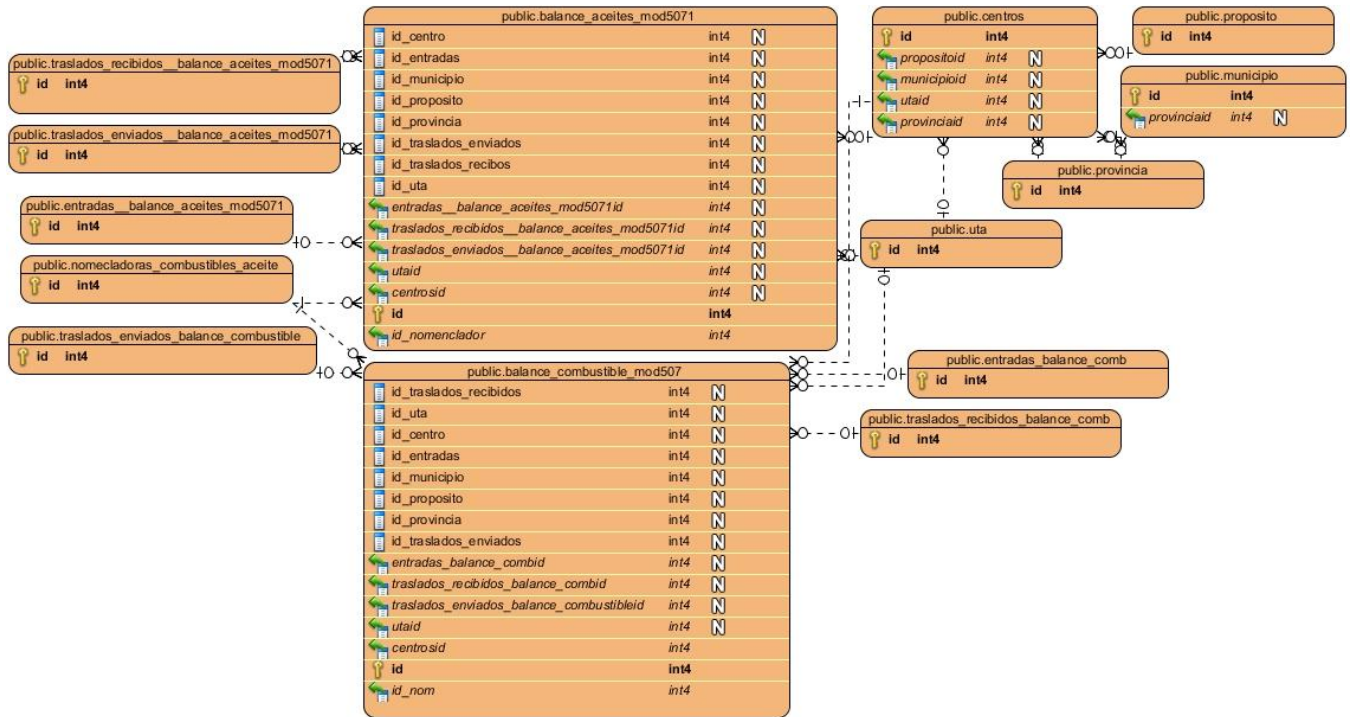 public.balance_aceites_mod5071
id_centro int4 N
id_entradas int4 N
id_municipio int4 N
id_proposito int4 N
id_provincia int4 N
id_traslados_enviados int4 N
id_traslados_recibos int4 N
id_uta int4 N
entradas__balance_aceites_mod5071id int4 N
traslados_recibidos__balance_aceites_mod5071id int4 N
traslados_enviados__balance_aceites_mod5071id int4 N
utaid int4 N
centrosid int4 N
id int4
id_nomenclador int4
public.centros
id int4
propositoid int4 N
municipioid int4 N
utaid int4 N
provinciaid int4 N
public.proposito
id int4
public.municipio
id int4
provinciaid int4 N
public.provincia
id int4
public.uta
id int4
public.traslados_recibidos__balance_aceites_mod5071
id int4
public.traslados_enviados__balance_aceites_mod5071
id int4
public.entradas__balance_aceites_mod5071
id int4
public.nomecladoras_combustibles_aceite
id int4
public.traslados_enviados_balance_combustible
id int4
public.balance_combustible_mod507
id_traslados_recibidos int4 N
id_uta int4 N
id_centro int4 N
id_entradas int4 N
id_municipio int4 N
id_proposito int4 N
id_provincia int4 N
id_traslados_enviados int4 N
entradas_balance_combid int4 N
traslados_recibidos_balance_combid int4 N
traslados_enviados_balance_combustibleid int4 N
utaid int4 N
centrosid int4
id int4
id_nom int4
public.entradas_balance_comb
id int4
public.traslados_recibidos_balance_comb
id int4